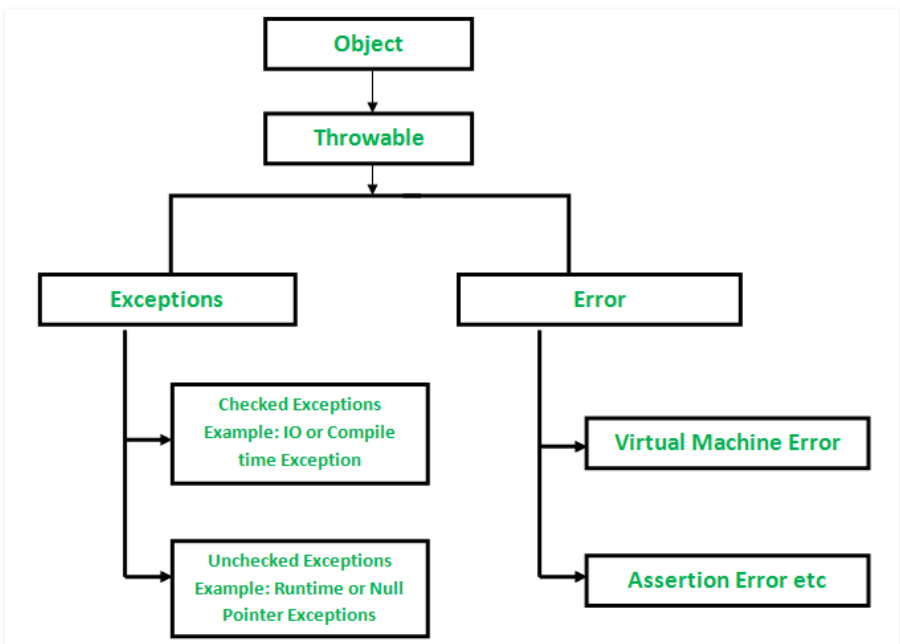 Object
Throwable
Exceptions
Error
Checked Exceptions
Example: IO or Compile
time Exception
Virtual Machine Error
Unchecked Exceptions
Example: Runtime or Null
Pointer Exceptions
Assertion Error etc